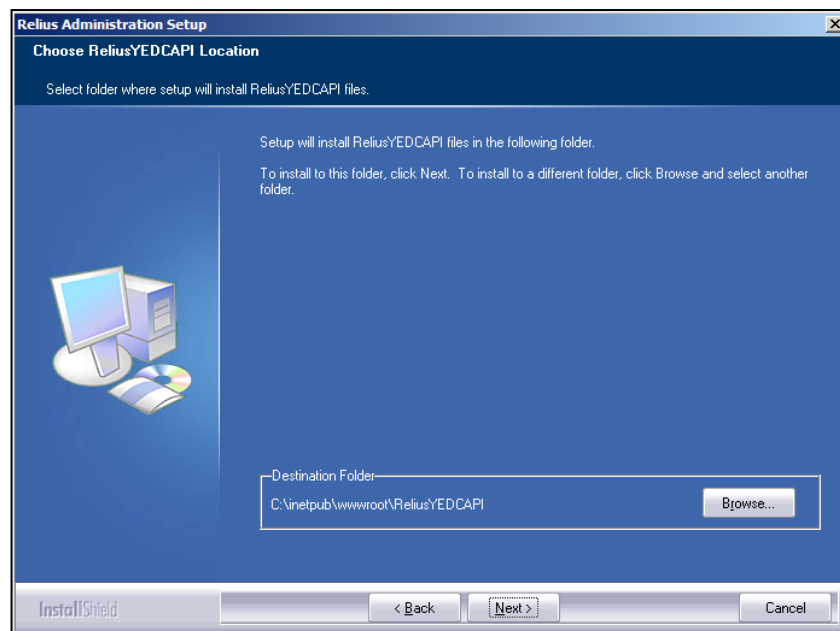 Relius Administration Setup
Choose ReliusYEDCAPI Location
Select folder where setup will install ReliusYEDCAPI files.
Setup will install ReliusYEDCAPI files in the following folder.
To install to this folder, click Next. To install to a different folder, click Browse and select another
folder.
Destination Folder
C:\inetpub\wwwroot\ReliusYEDCAPI
Browse...
InstallShield
< Back
Next >
Cancel